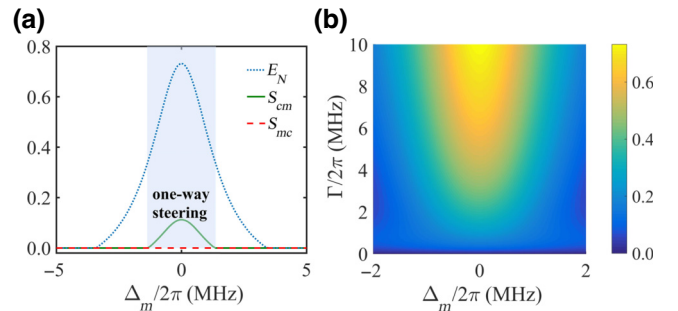 (a)
0.8
0.6
0.4
0.2
0.0
E_N
S_cm
S_mc
one-way
steering
−5
0
5
Δ_m/2π (MHz)
(b)
10
8
6
4
2
0
Γ/2π (MHz)
−2
0
2
Δ_m/2π (MHz)
0.6
0.4
0.2
0.0